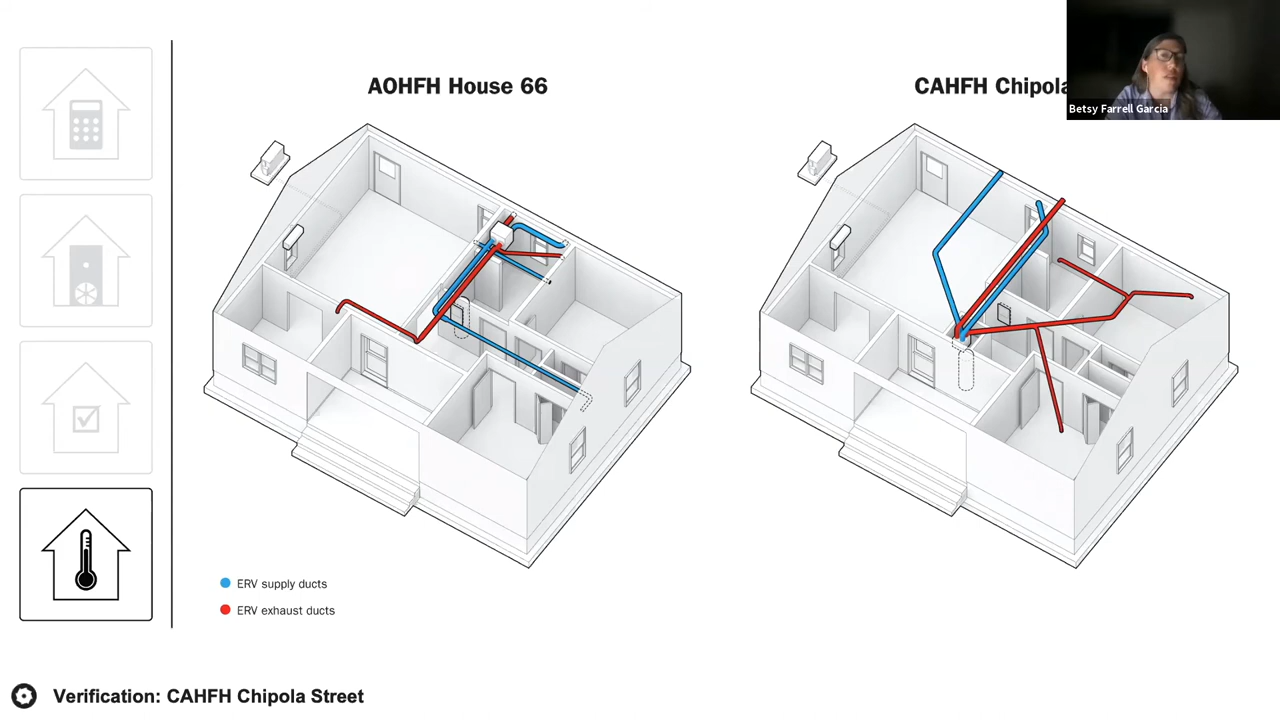 AOHFH House 66
CAHFH Chipola
Betsy Farrell Garcia
ERV supply ducts
ERV exhaust ducts
Verification: CAHFH Chipola Street